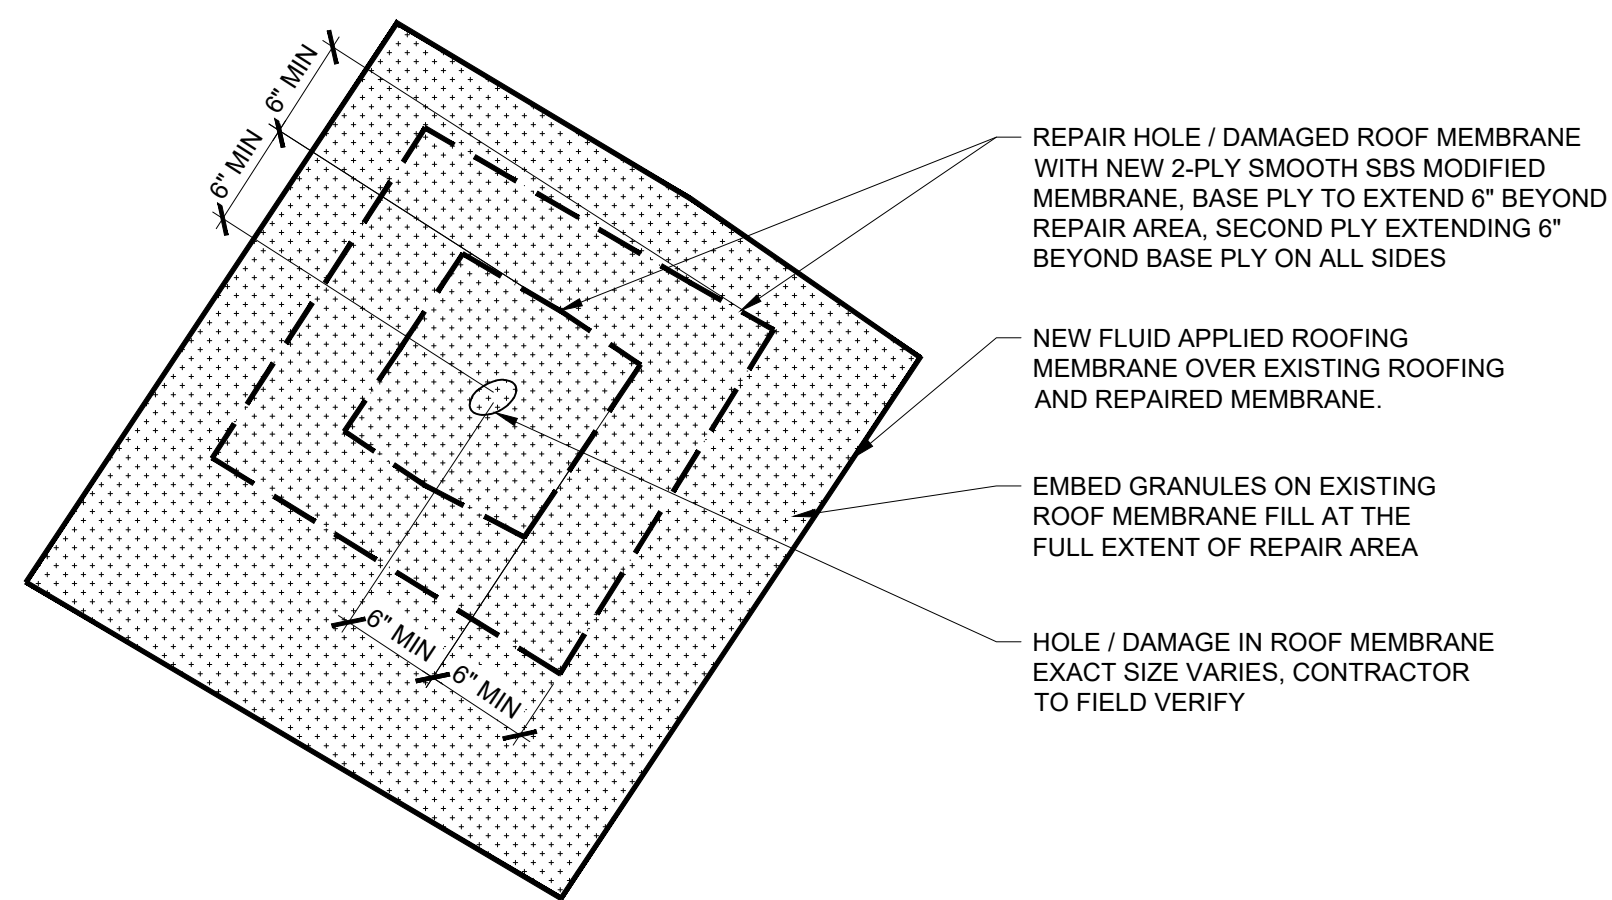 6" MIN
6" MIN
REPAIR HOLE / DAMAGED ROOF MEMBRANE
WITH NEW 2-PLY SMOOTH SBS MODIFIED
MEMBRANE, BASE PLY TO EXTEND 6" BEYOND
REPAIR AREA, SECOND PLY EXTENDING 6"
BEYOND BASE PLY ON ALL SIDES
NEW FLUID APPLIED ROOFING
MEMBRANE OVER EXISTING ROOFING
AND REPAIRED MEMBRANE.
EMBED GRANULES ON EXISTING
ROOF MEMBRANE FILL AT THE
FULL EXTENT OF REPAIR AREA
HOLE / DAMAGE IN ROOF MEMBRANE
EXACT SIZE VARIES, CONTRACTOR
TO FIELD VERIFY
6" MIN
6" MIN